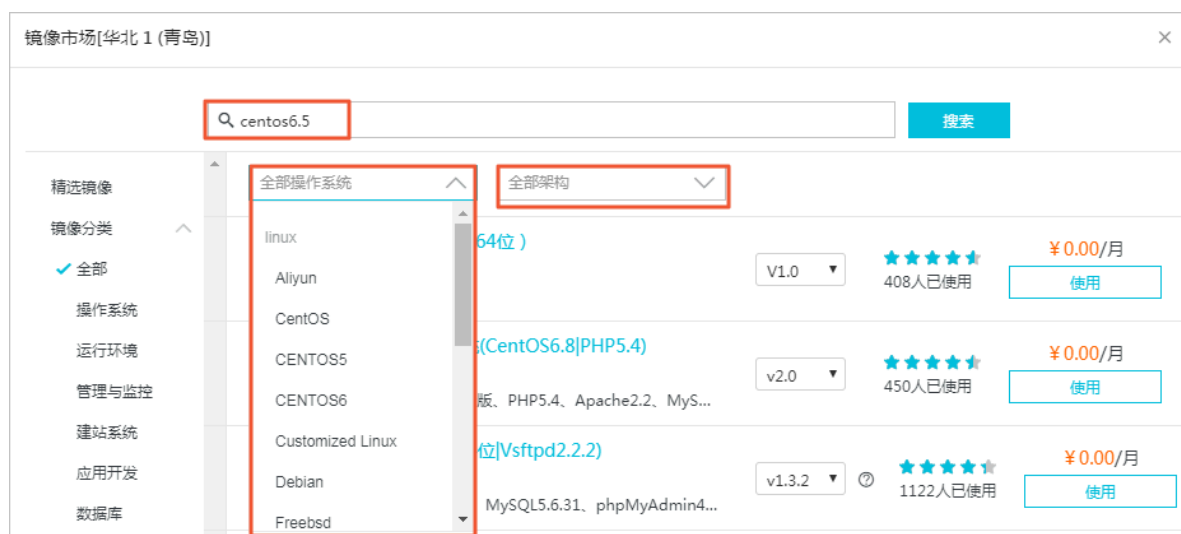 镜像市场[华北 1 (青岛)]
centos6.5
搜索
精选镜像
镜像分类
全部
操作系统
运行环境
管理与监控
建站系统
应用开发
数据库
全部操作系统
全部架构
linux
Aliyun
CentOS
CENTOS5
CENTOS6
Customized Linux
Debian
Freebsd
64位 )
V1.0
408人已使用
¥ 0.00/月
使用
(CentOS6.8|PHP5.4)
版、PHP5.4、Apache2.2、MyS...
v2.0
450人已使用
¥ 0.00/月
使用
位|Vsftpd2.2.2)
MySQL5.6.31、phpMyAdmin4...
v1.3.2
1122人已使用
¥ 0.00/月
使用